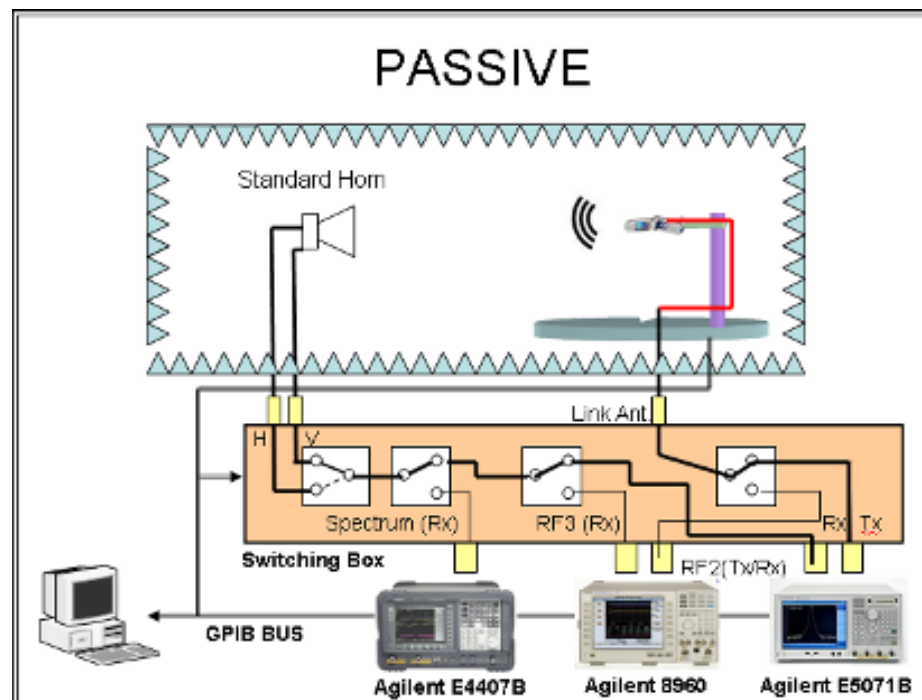 PASSIVE
Standard Horn
Link Ant.
H V
Spectrum (Rx) RF3 (Rx) Rx Tx
Switching Box RF2(Tx/Rx)
GPIB BUS
Agilent E4407B Agilent 8960 Agilent E5071B